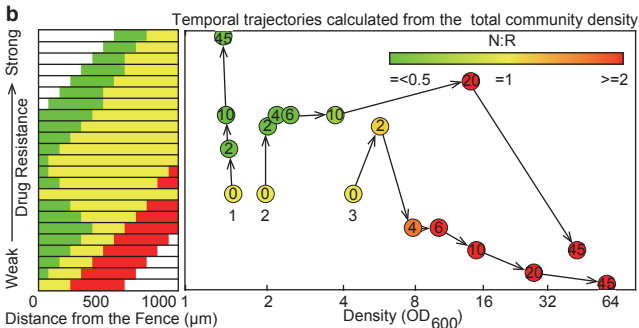 b
Temporal trajectories calculated from the total community density
N:R
=<0.5 =1 >=2
Weak Drug Resistance Strong
45
20
10 4 6 10
2 2
2
0 0 0
1 2 3
4 6
10 45
20
45
0 500 1000
1 2 4 8 16 32 64
Distance from the Fence (µm)
Density (OD600)